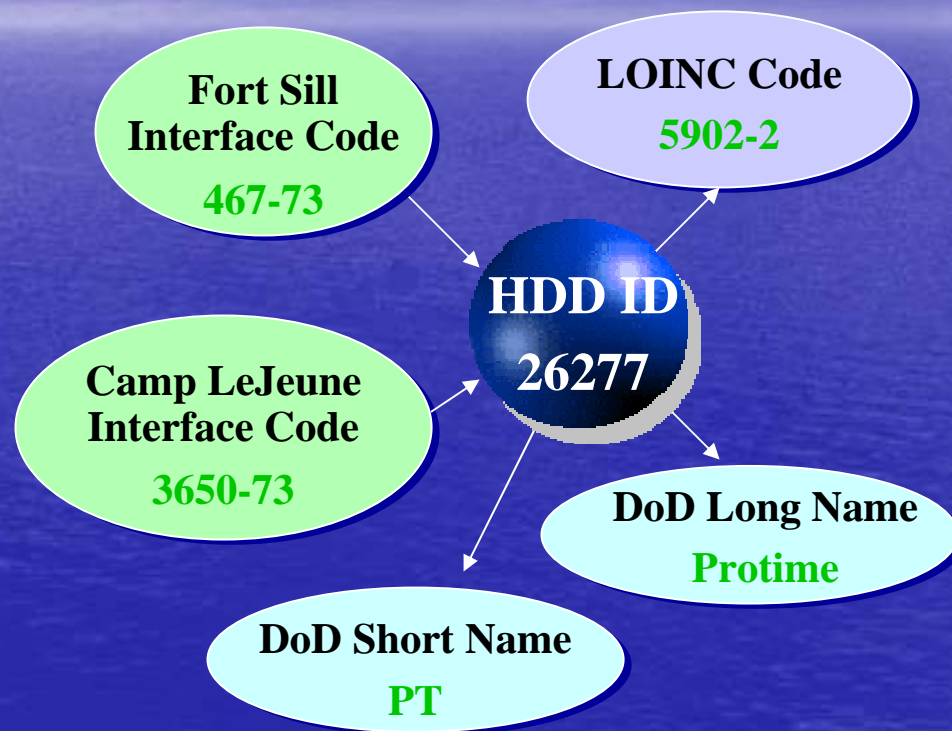 Fort Sill
Interface Code
467-73
LOINC Code
5902-2
HDD ID
26277
Camp LeJeune
Interface Code
3650-73
DoD Long Name
Protime
DoD Short Name
PT